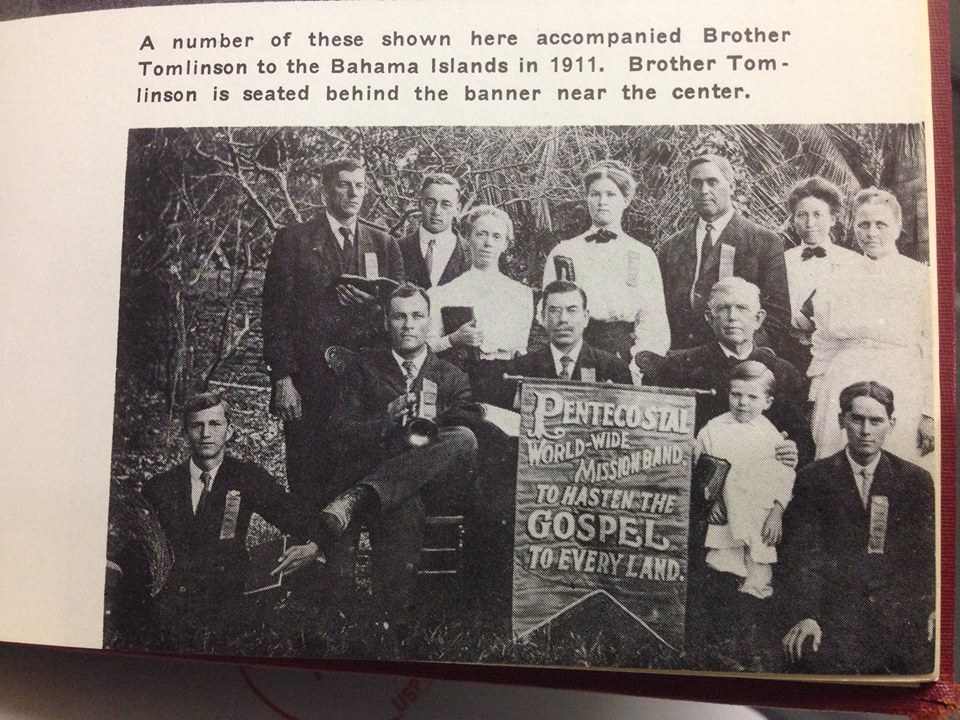 A number of these shown here accompanied Brother
Tomlinson to the Bahama Islands in 1911. Brother Tom-
linson is seated behind the banner near the center.
PENTECOSTAL
WORLD-WIDE
MISSION BAND.
TO HASTEN THE
GOSPEL
TO EVERY LAND.